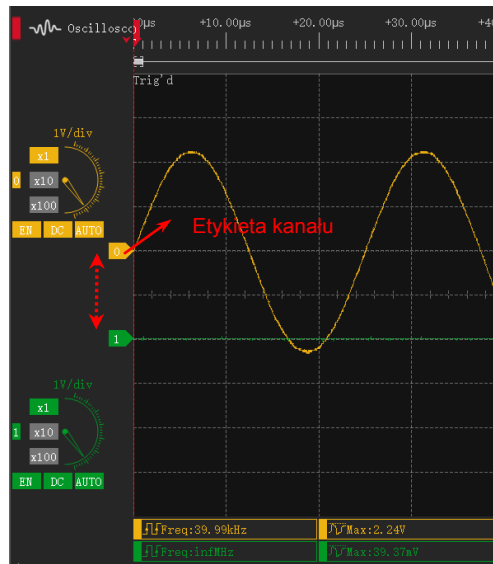 Oscillosco
0μs +10.00μs +20.00μs +30.00μs +4
Trig'd
1V/div
x1
0 x10
x100
EN DC AUTO
Etykieta kanału
0
1
1V/div
x1
1 x10
x100
EN DC AUTO
Freq:39.99kHz Max:2.24V
Freq:infMHz Max:39.37mV